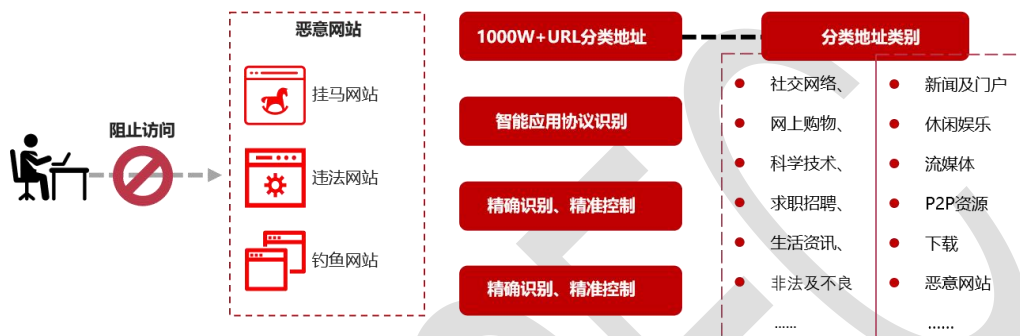 阻止访问
恶意网站
挂马网站
违法网站
钓鱼网站
1000W+URL分类地址
智能应用协议识别
精确识别、精准控制
精确识别、精准控制
分类地址类别
社交网络、
网上购物、
科学技术、
求职招聘、
生活资讯、
非法及不良
......
新闻及门户
休闲娱乐
流媒体
P2P资源
下载
恶意网站
......